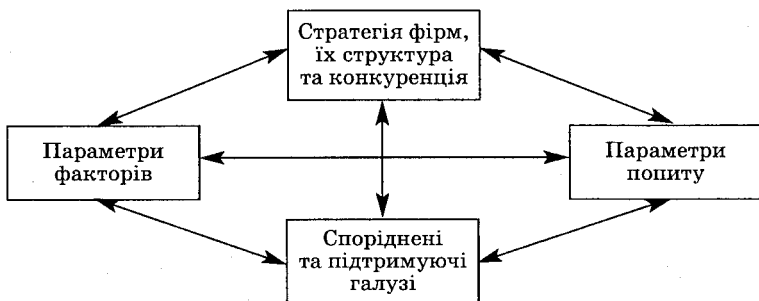 Стратегія фірм,
їх структура
та конкуренція
Параметри
факторів
Параметри
попиту
Споріднені
та підтримуючі
галузі